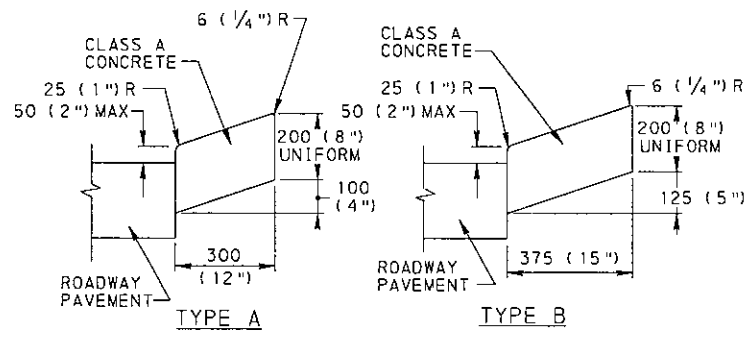 6 (1/4") R
CLASS A
CONCRETE
25 (1") R
50 (2") MAX
200 (8")
UNIFORM
100
(4")
300
(12")
ROADWAY
PAVEMENT
TYPE A
CLASS A
CONCRETE
6 (1/4") R
25 (1") R
50 (2") MAX
200 (8")
UNIFORM
125 (5")
375 (15")
ROADWAY
PAVEMENT
TYPE B